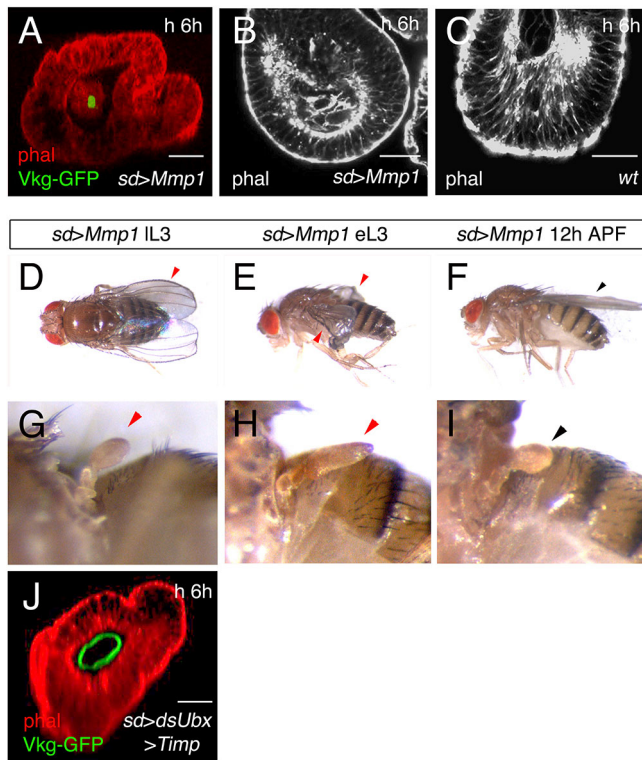 A
h 6h
phal
Vkg-GFP
sd>Mmp1
B
h 6h
phal
sd>Mmp1
C
h 6h
phal
wt
sd>Mmp1 lL3
sd>Mmp1 eL3
sd>Mmp1 12h APF
D
E
F
G
H
I
J
h 6h
phal
Vkg-GFP
sd>dsUbx
>Timp